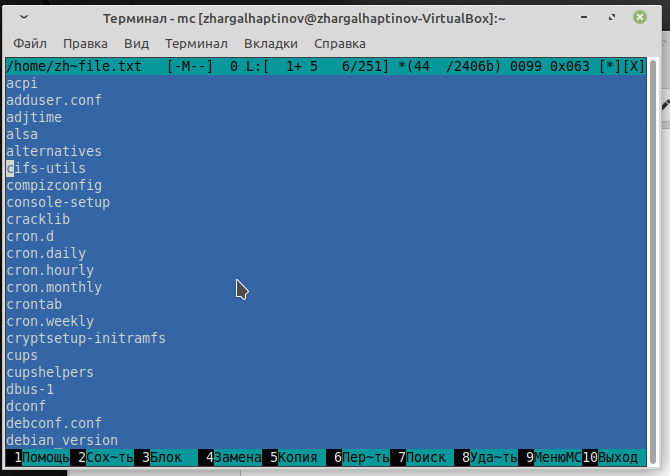 Терминал - mc [zhargalhaptinov@zhargalhaptinov-VirtualBox]:~
Файл Правка Вид Терминал Вкладки Справка
/home/zh~file.txt [-M--] 0 L:[ 1+ 5 6/251] *(44 /2406b) 0099 0x063 [*][X]
acpi
adduser.conf
adjtime
alsa
alternatives
cifs-utils
compizconfig
console-setup
cracklib
cron.d
cron.daily
cron.hourly
cron.monthly
crontab
cron.weekly
cryptsetup-initramfs
cups
cupshelpers
dbus-1
dconf
debconf.conf
debian_version
1Помощь 2Сох~ть 3Блок 4Замена 5Копия 6Пер~ть 7Поиск 8Уда~ть 9МенюMC 10Выход